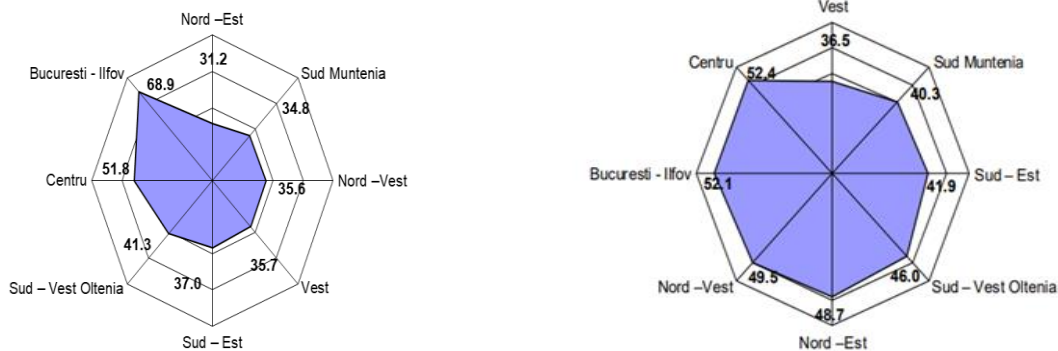 Nord –Est
31.2
Bucuresti - Ilfov
68.9
Sud Muntenia
34.8
Centru
51.8
35.6
Nord –Vest
41.3
35.7
Sud – Vest Oltenia
37.0
Vest
Sud – Est
Vest
36.5
Centru
52.4
Sud Muntenia
40.3
Bucuresti - Ilfov
52.1
41.9
Sud – Est
Nord –Vest
49.5
46.0
Sud – Vest Oltenia
48.7
Nord –Est